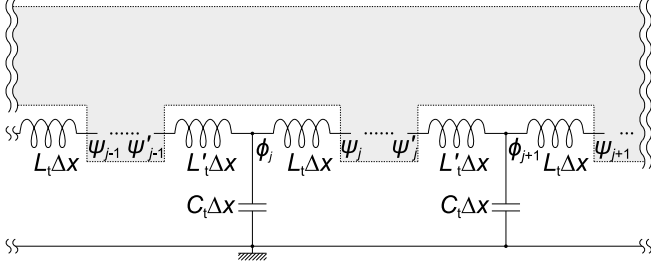 ψj-1 ...... ψ'j-1 ϕj ψj ...... ψ'j ϕj+1 ψj+1 ...
LtΔx L'tΔx LtΔx L'tΔx LtΔx
CtΔx CtΔx